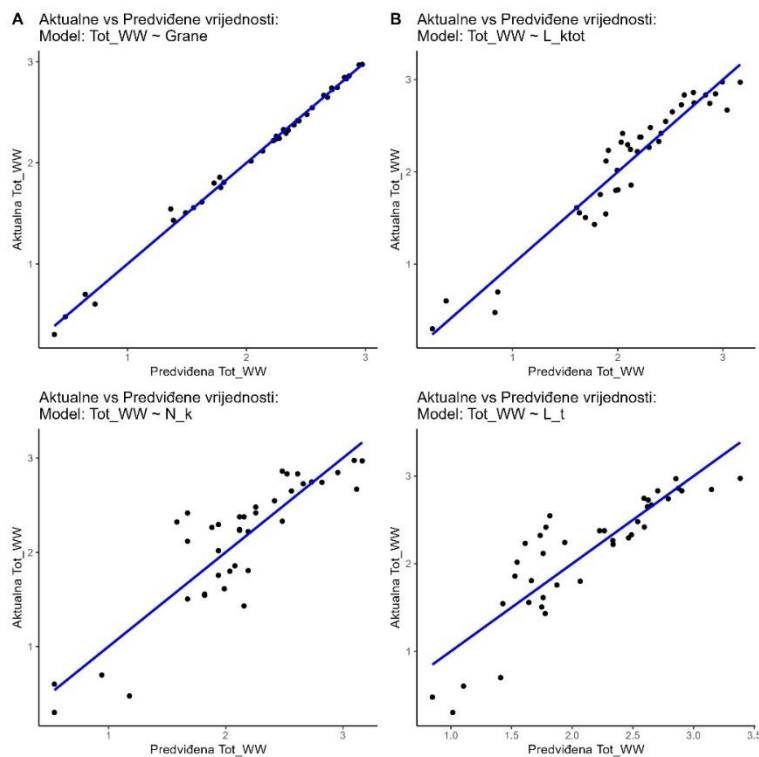 A
Aktualne vs Predviđene vrijednosti:
Model: Tot_WW ~ Grane
3
2
1
Aktualna Tot_WW
1
2
3
Predviđena Tot_WW
B
Aktualne vs Predviđene vrijednosti:
Model: Tot_WW ~ L_ktot
3
2
1
Aktualna Tot_WW
1
2
3
Predviđena Tot_WW
Aktualne vs Predviđene vrijednosti:
Model: Tot_WW ~ N_k
3
2
1
Aktualna Tot_WW
1
2
3
Predviđena Tot_WW
Aktualne vs Predviđene vrijednosti:
Model: Tot_WW ~ L_t
3
2
1
Aktualna Tot_WW
1.0
1.5
2.0
2.5
3.0
3.5
Predviđena Tot_WW